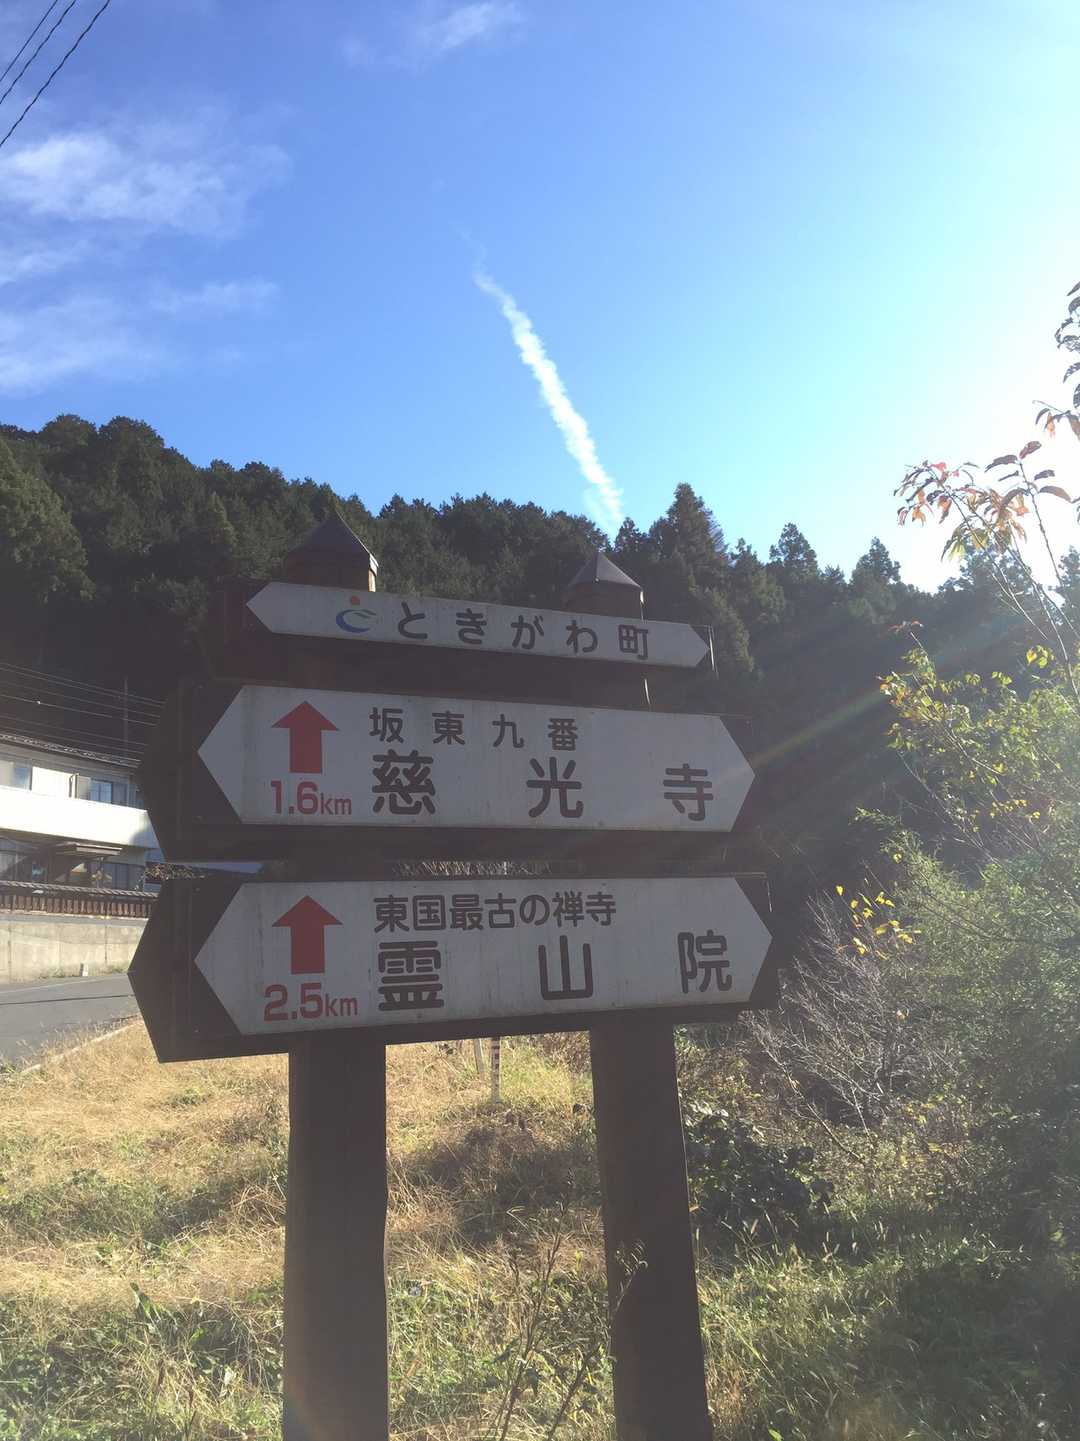 ときがわ町
坂東九番
慈光寺
1.6km
東国最古の禅寺
霊山院
2.5km